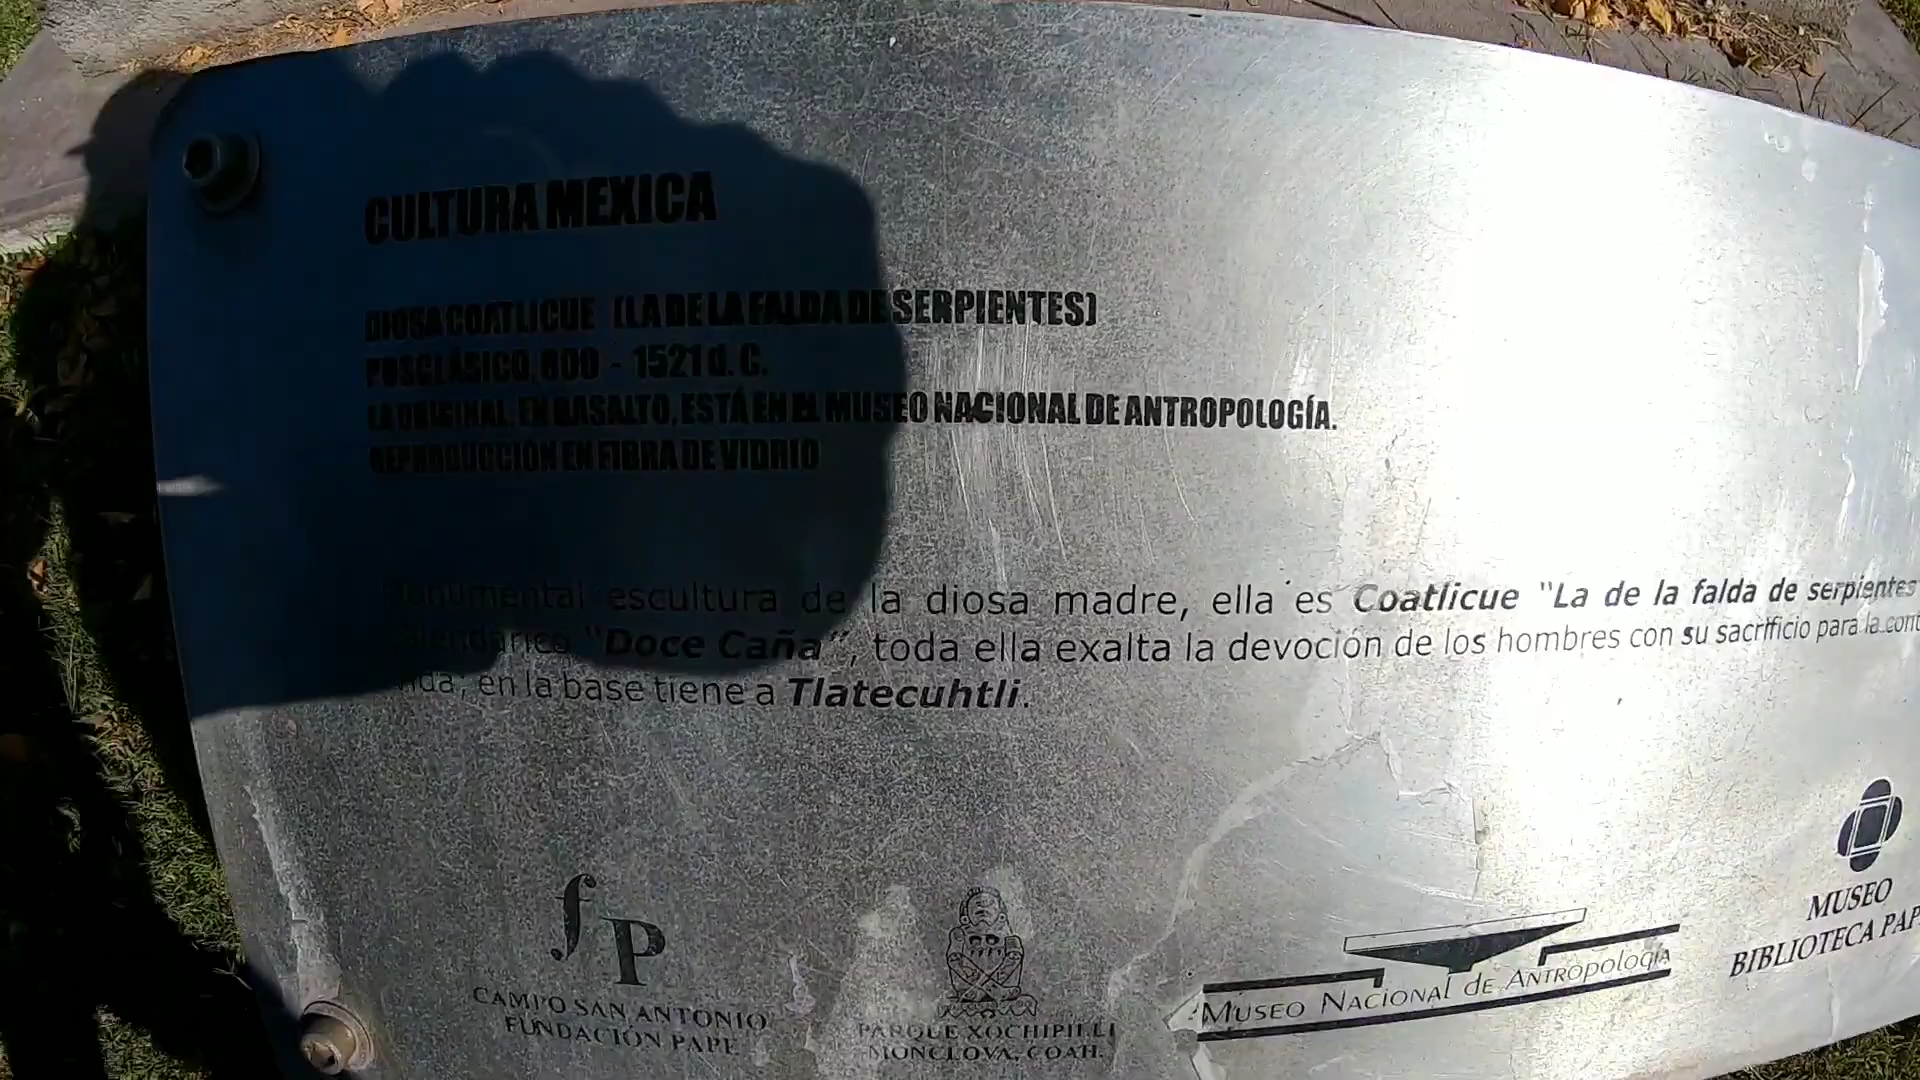 CULTURA MEXICA
DIOSA COATLICUE (LA DE LA FALDA DE SERPIENTES)
POSCLÁSICO, 800 - 1521 d. C.
LA ORIGINAL, EN BASALTO, ESTÁ EN EL MUSEO NACIONAL DE ANTROPOLOGÍA.
REPRODUCCIÓN EN FIBRA DE VIDRIO
Monumental escultura de la diosa madre, ella es Coatlicue "La de la falda de serpientes
calendárico "Doce Caña", toda ella exalta la devoción de los hombres con su sacrificio para la
en la base tiene a Tlatecuhtli.
fP
CAMPO SAN ANTONIO
FUNDACIÓN PAPE
PARQUE XOCHIPILLI
MONCLOVA, COAH.
MUSEO NACIONAL DE ANTROPOLOGÍA
MUSEO
BIBLIOTECA